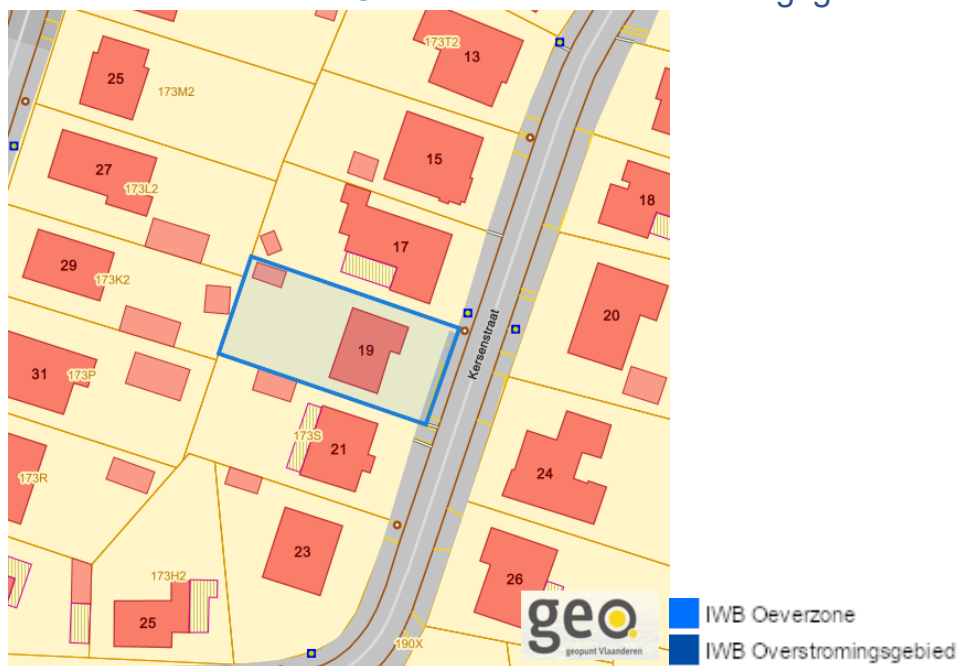 173T2
13
25
173M2
15
27
173L2
18
17
29
173K2
20
Kersenstraat
19
31
173P
173S
21
24
173R
23
26
173H2
25
190X
geo
geopunt Vlaanderen
IWB Oeverzone
IWB Overstromingsgebied